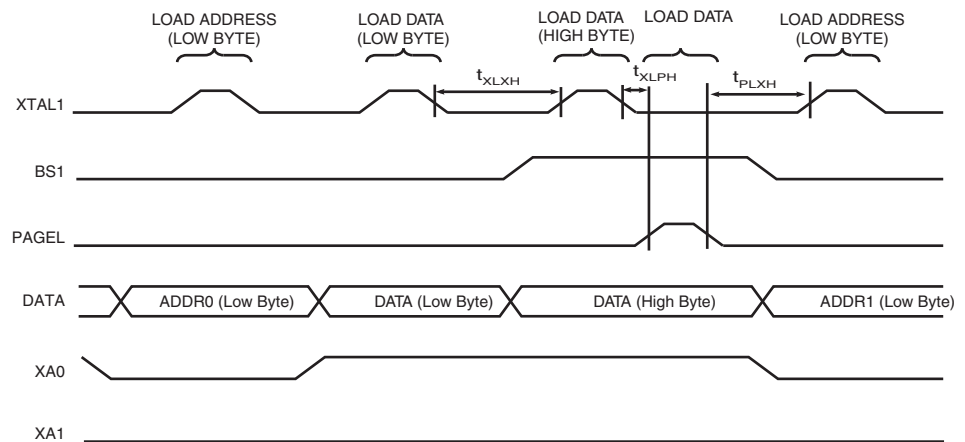 LOAD ADDRESS
(LOW BYTE)
LOAD DATA
(LOW BYTE)
LOAD DATA
(HIGH BYTE)
LOAD DATA
LOAD ADDRESS
(LOW BYTE)
tXLXH
tXLPH
tPLXH
XTAL1
BS1
PAGEL
DATA
ADDR0 (Low Byte)
DATA (Low Byte)
DATA (High Byte)
ADDR1 (Low Byte)
XA0
XA1